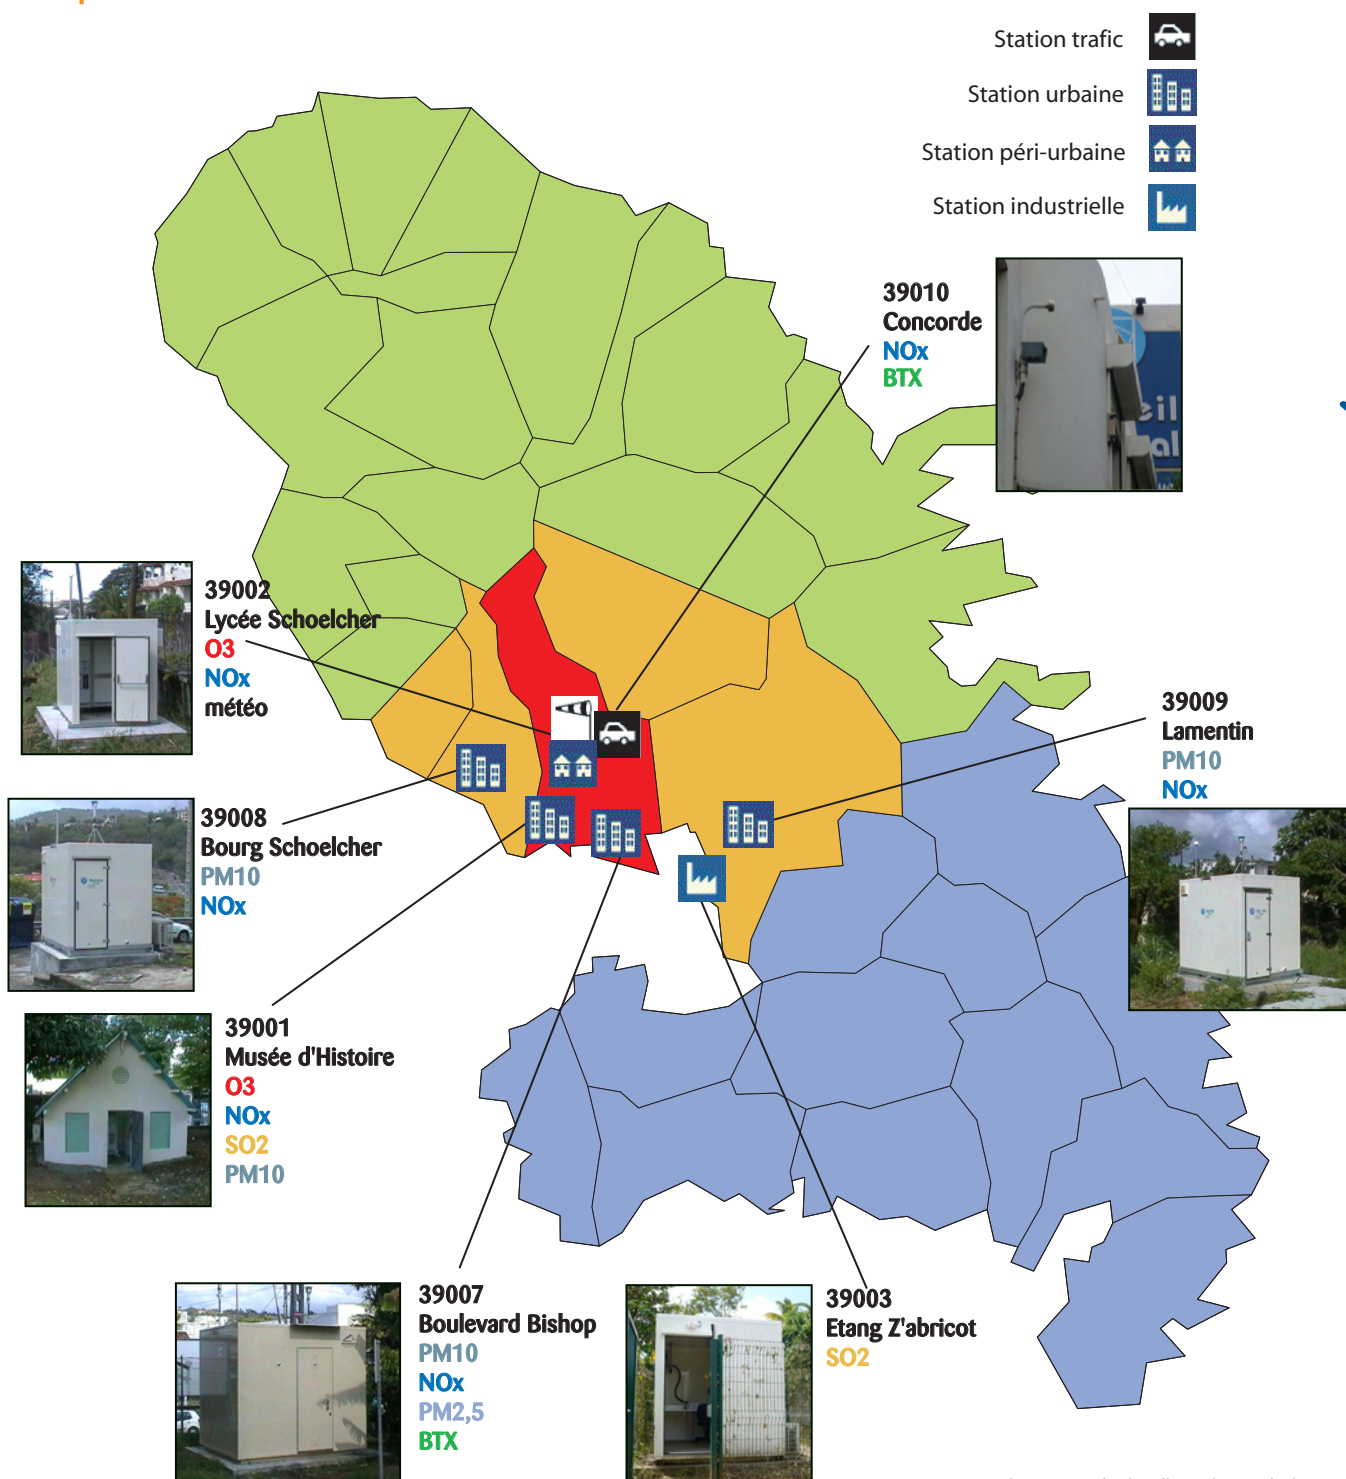 Station trafic
Station urbaine
Station péri-urbaine
Station industrielle
39010
Concorde
NOx
BTX
eil
al
39002
Lycée Schoelcher
O3
NOx
météo
39009
Lamentin
PM10
NOx
39008
Bourg Schoelcher
PM10
NOx
39001
Musée d'Histoire
O3
NOx
SO2
PM10
39007
Boulevard Bishop
PM10
NOx
PM2,5
BTX
39003
Etang Z'abricot
SO2